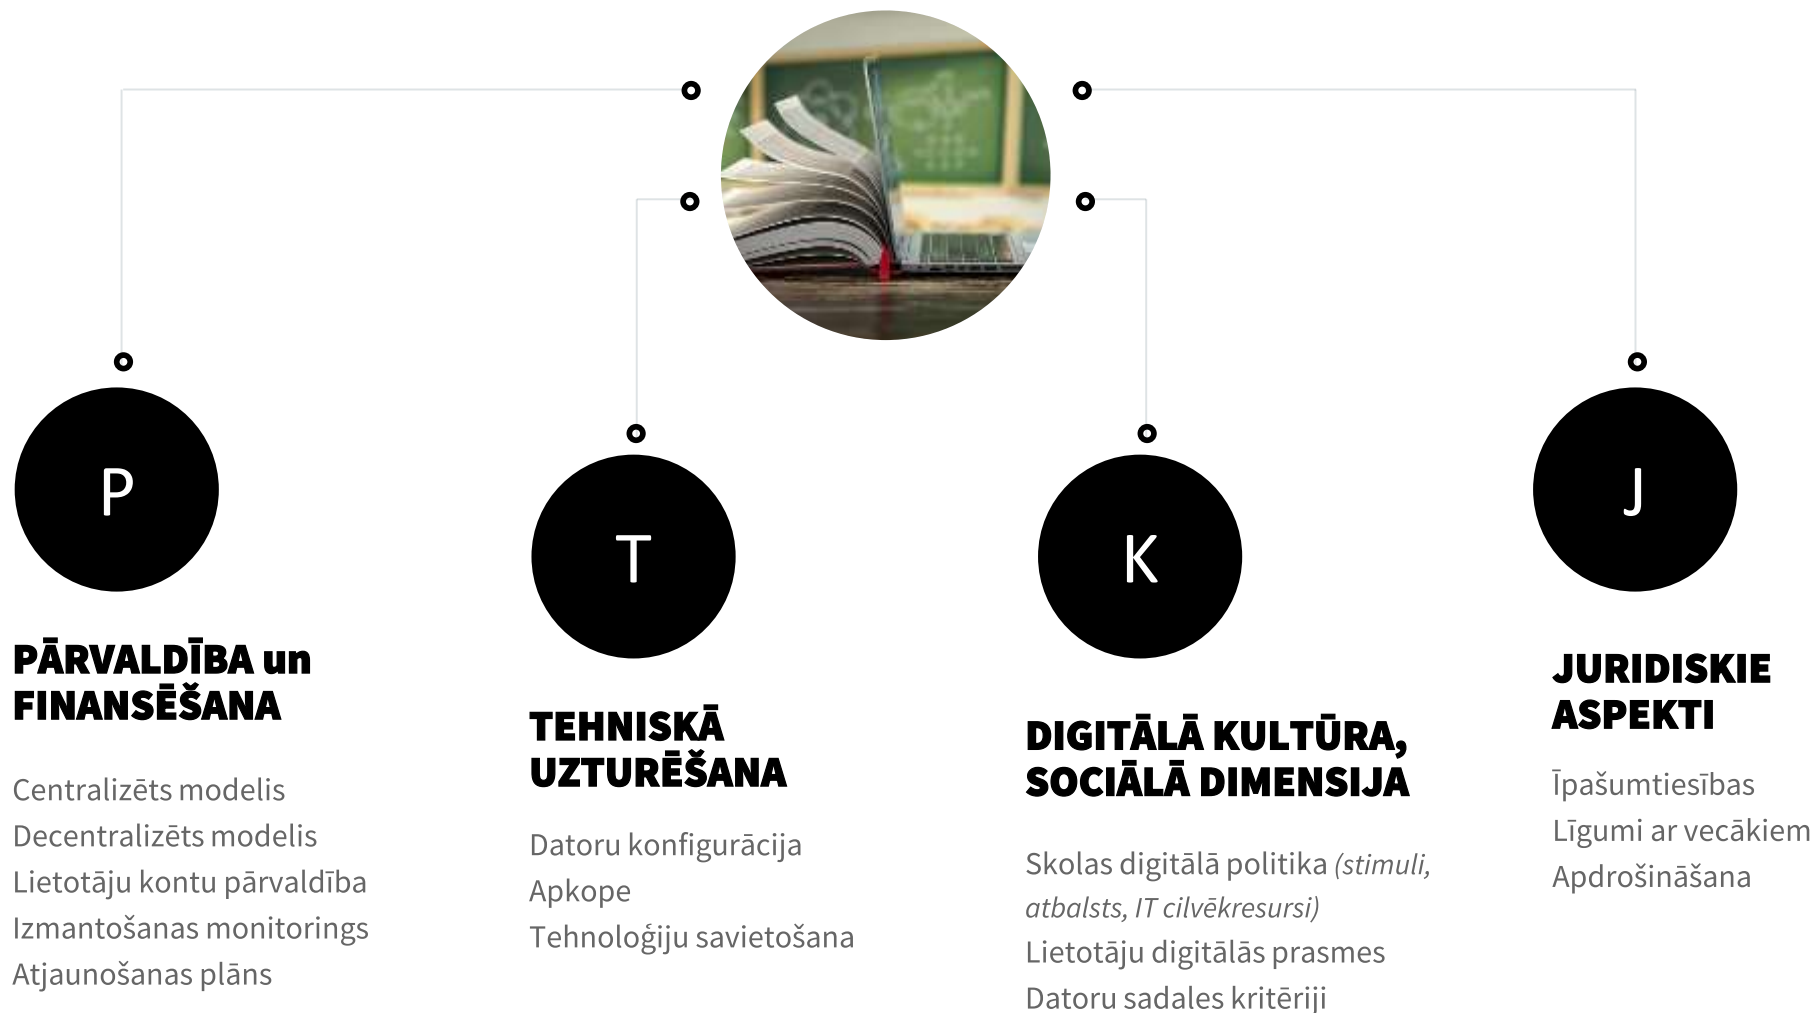 P
PĀRVALDĪBA un
FINANSĒŠANA
Centralizēts modelis
Decentralizēts modelis
Lietotāju kontu pārvaldība
Izmantošanas monitorings
Atjaunošanas plāns
T
TEHNISKĀ
UZTURĒŠANA
Datoru konfigurācija
Apkope
Tehnoloģiju savietošana
K
DIGITĀLĀ KULTŪRA,
SOCIĀLĀ DIMENSIJA
Skolas digitālā politika (stimuli,
atbalsts, IT cilvēkresursi)
Lietotāju digitālās prasmes
Datoru sadales kritēriji
J
JURIDISKIE
ASPEKTI
Īpašumtiesības
Līgumi ar vecākiem
Apdrošināšana